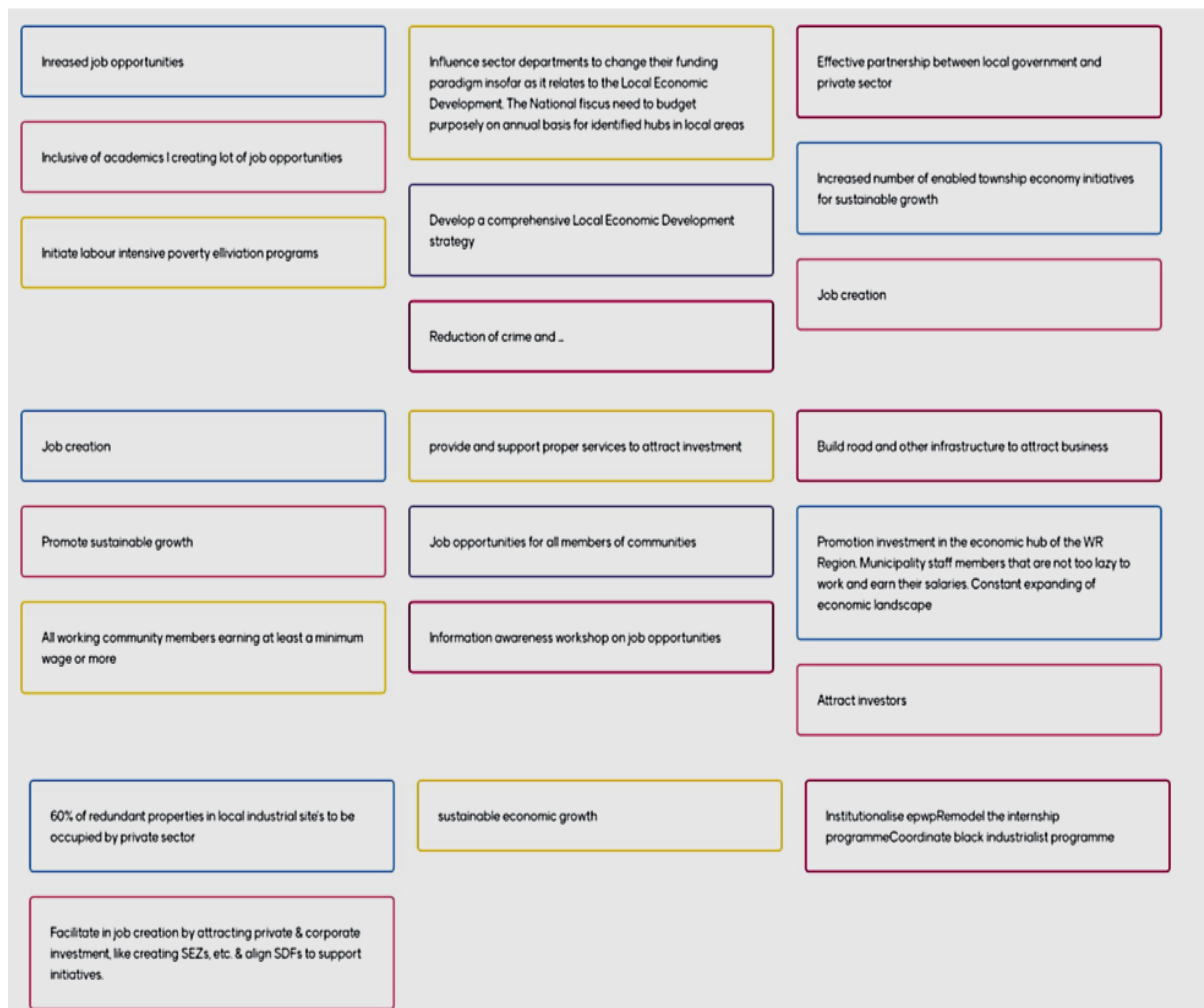 Inreased job opportunities
Inclusive of academics I creating lot of job opportunities
Initiate labour intensive poverty elliviation programs
Influence sector departments to change their funding
paradigm insofar as it relates to the Local Economic
Development. The National fiscus need to budget
purposely on annual basis for identified hubs in local areas
Develop a comprehensive Local Economic Development
strategy
Reduction of crime and ...
Effective partnership between local government and
private sector
Increased number of enabled township economy initiatives
for sustainable growth
Job creation
Job creation
Promote sustainable growth
All working community members earning at least a minimum
wage or more
provide and support proper services to attract investment
Job opportunities for all members of communities
Information awareness workshop on job opportunities
Build road and other infrastructure to attract business
Promotion investment in the economic hub of the WR
Region. Municipality staff members that are not too lazy to
work and earn their salaries. Constant expanding of
economic landscape
Attract investors
60% of redundant properties in local industrial site's to be
occupied by private sector
Facilitate in job creation by attracting private & corporate
investment, like creating SEZs, etc. & align SDFs to support
initiatives.
sustainable economic growth
Institutionalise epwpRemodel the internship
programmeCoordinate black industrialist programme